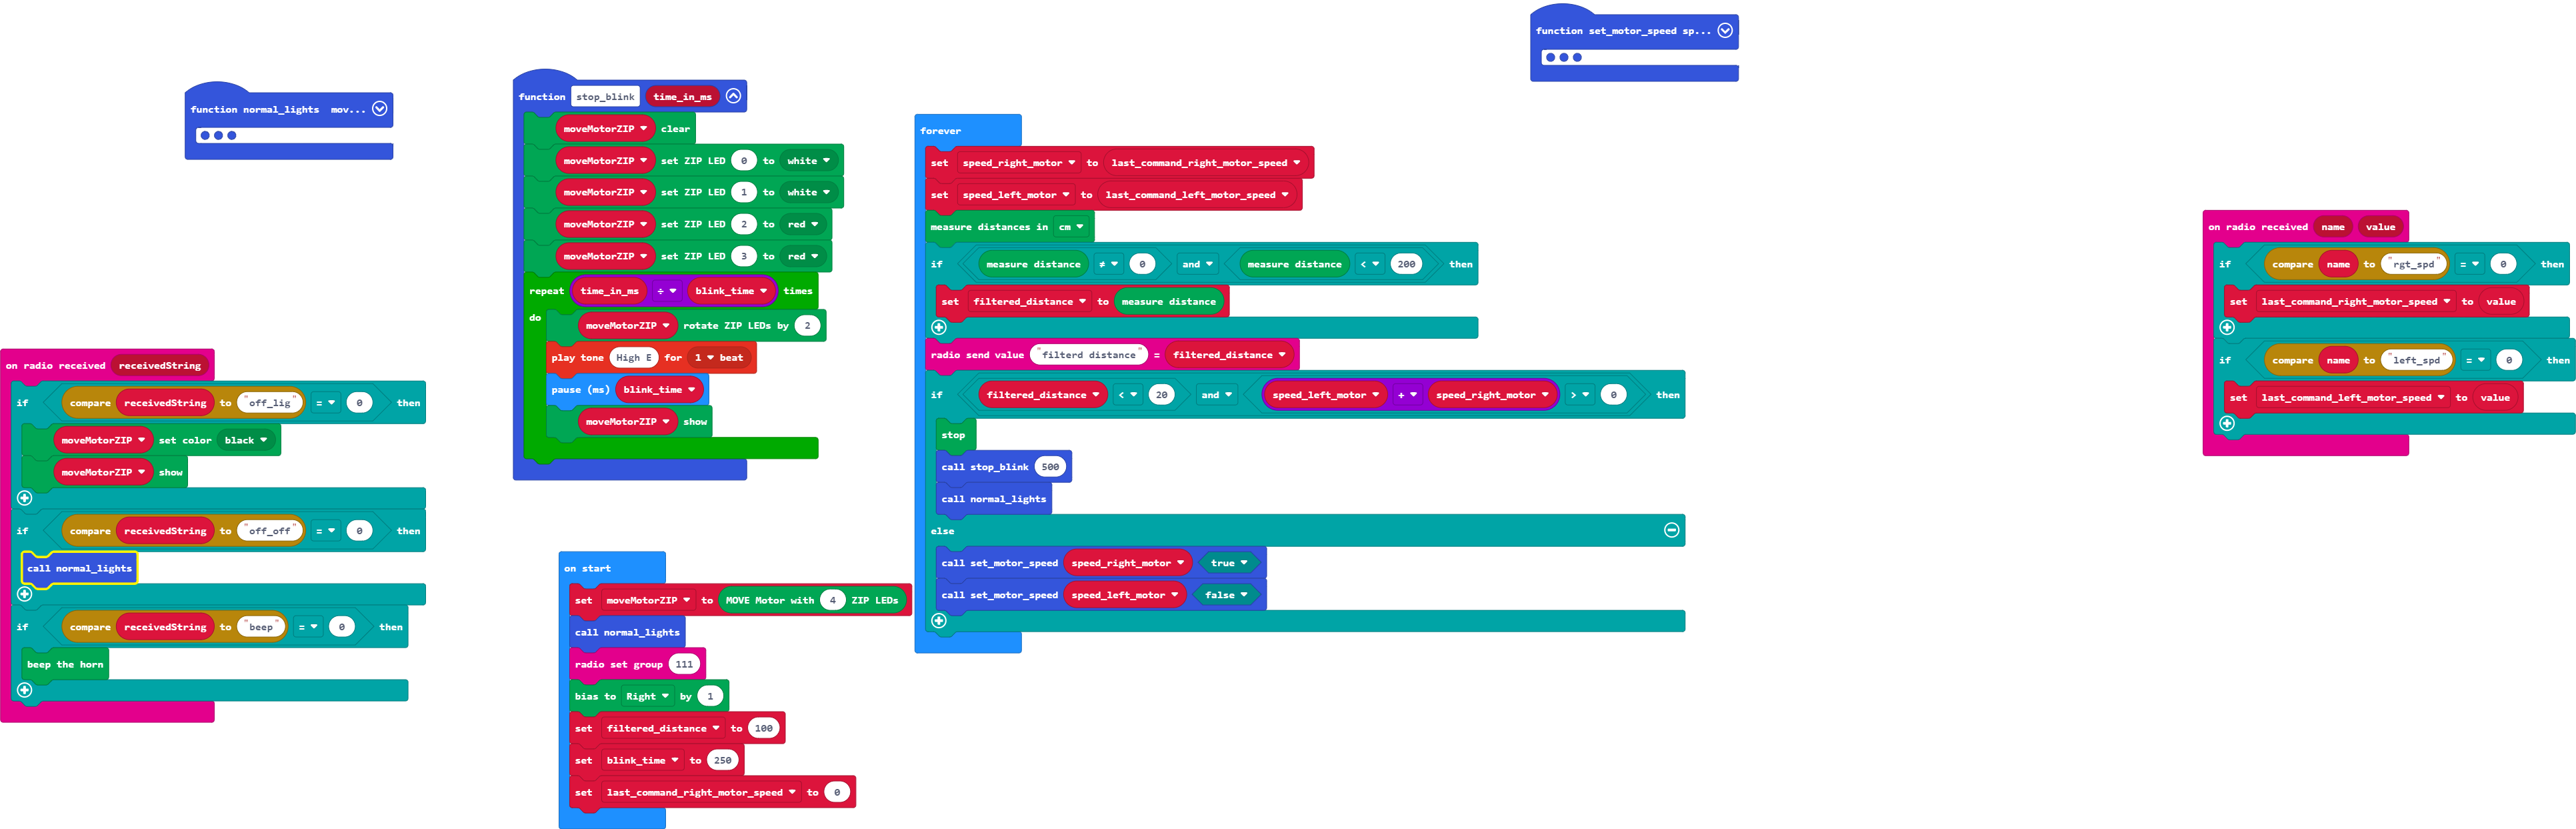 function normal_lights mov...
function stop_blink time_in_ms
moveMotorZIP clear
moveMotorZIP set ZIP LED 0 to white
moveMotorZIP set ZIP LED 1 to white
moveMotorZIP set ZIP LED 2 to red
moveMotorZIP set ZIP LED 3 to red
repeat time_in_ms ÷ blink_time times
do
moveMotorZIP rotate ZIP LEDs by 2
play tone High E for 1 beat
pause (ms) blink_time
moveMotorZIP show
function set_motor_speed sp...
on radio received receivedString
if compare receivedString to "off_lig" = 0 then
moveMotorZIP set color black
moveMotorZIP show
if compare receivedString to "off_off" = 0 then
call normal_lights
if compare receivedString to "beep" = 0 then
beep the horn
on start
set moveMotorZIP to MOVE Motor with 4 ZIP LEDs
call normal_lights
radio set group 111
bias to Right by 1
set filtered_distance to 100
set blink_time to 250
set last_command_right_motor_speed to 0
forever
set speed_right_motor to last_command_right_motor_speed
set speed_left_motor to last_command_left_motor_speed
measure distances in cm
if measure distance ≠ 0 and measure distance < 200 then
set filtered_distance to measure distance
radio send value "filterd distance" = filtered_distance
if filtered_distance < 20 and speed_left_motor + speed_right_motor > 0 then
stop
call stop_blink 500
call normal_lights
else
call set_motor_speed speed_right_motor true
call set_motor_speed speed_left_motor false
on radio received name value
if compare name to "rgt_spd" = 0 then
set last_command_right_motor_speed to value
if compare name to "left_spd" = 0 then
set last_command_left_motor_speed to value